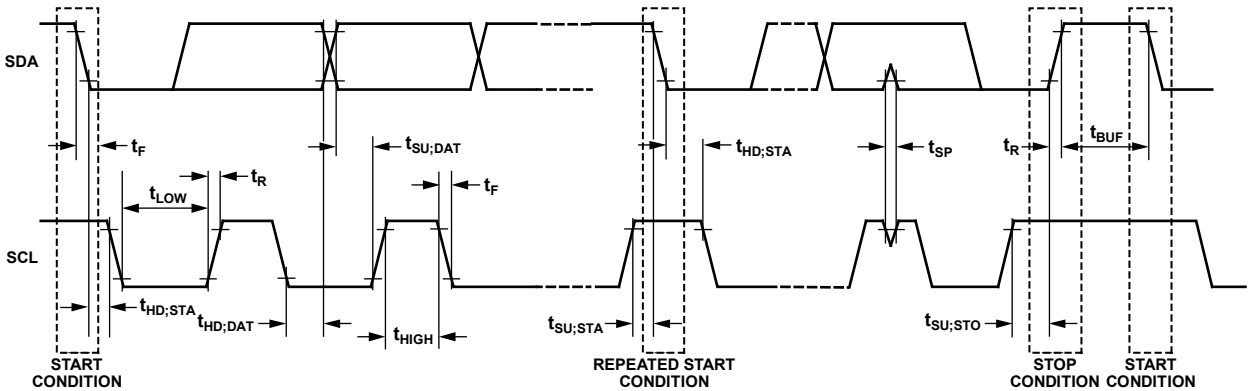 SDA
tF
tSU;DAT
tHD;STA
tSP
tR
tBUF
tLOW
tR
tF
SCL
tHD;STA
tHD;DAT
tHIGH
tSU;STA
tSU;STO
START
CONDITION
REPEATED START
CONDITION
STOP
CONDITION
START
CONDITION